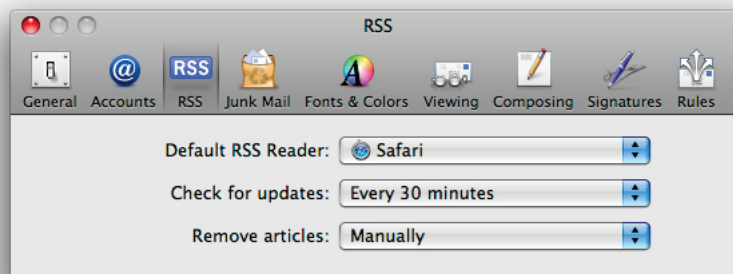 RSS
RSS
General Accounts RSS Junk Mail Fonts & Colors Viewing Composing Signatures Rules
Default RSS Reader: Safari
Check for updates: Every 30 minutes
Remove articles: Manually